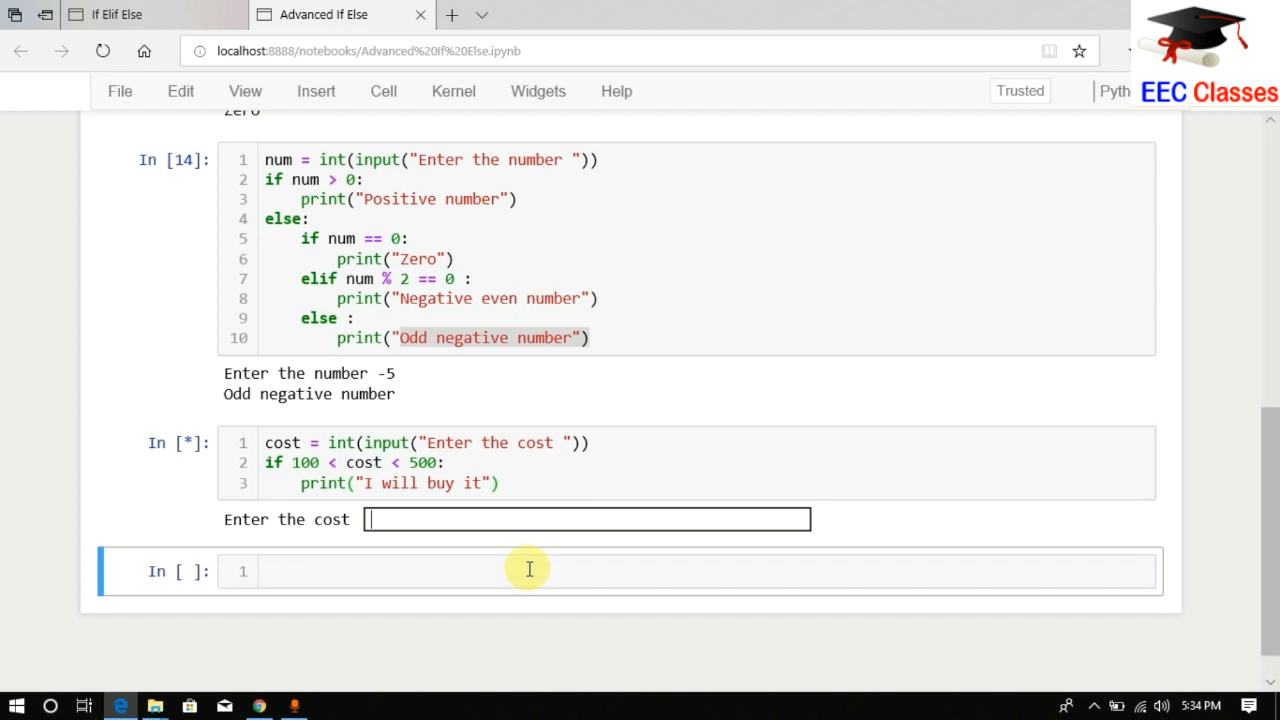 If Elif Else
Advanced If Else
localhost:8888/notebooks/Advanced%20If%20Else.ipynb
EEC Classes
File Edit View Insert Cell Kernel Widgets Help
Trusted
Pyth
Zero
In [14]:
1 num = int(input("Enter the number "))
2 if num > 0:
3 print("Positive number")
4 else:
5 if num == 0:
6 print("Zero")
7 elif num % 2 == 0 :
8 print("Negative even number")
9 else :
10 print("Odd negative number")
Enter the number -5
Odd negative number
In [*]:
1 cost = int(input("Enter the cost "))
2 if 100 < cost < 500:
3 print("I will buy it")
Enter the cost
In [ ]:
1
5:34 PM